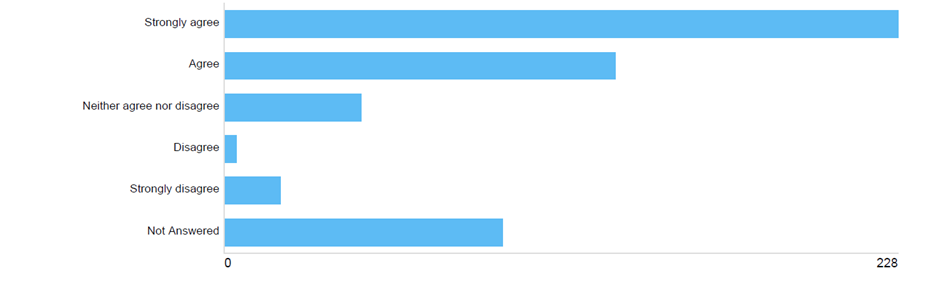 Strongly agree
Agree
Neither agree nor disagree
Disagree
Strongly disagree
Not Answered
0 228